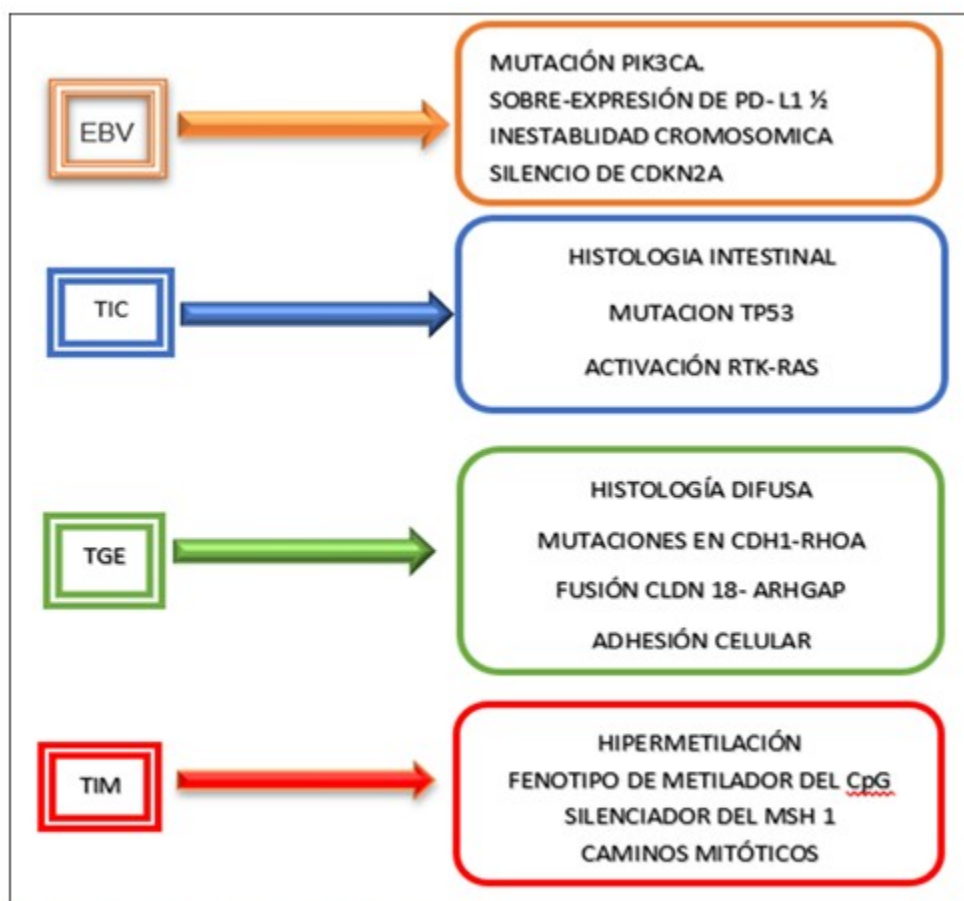 EBV
MUTACIÓN PIK3CA.
SOBRE-EXPRESIÓN DE PD- L1 ½
INESTABLIDAD CROMOSOMICA
SILENCIO DE CDKN2A
TIC
HISTOLOGIA INTESTINAL
MUTACION TP53
ACTIVACIÓN RTK-RAS
TGE
HISTOLOGÍA DIFUSA
MUTACIONES EN CDH1-RHOA
FUSIÓN CLDN 18- ARHGAP
ADHESIÓN CELULAR
TIM
HIPERMETILACIÓN
FENOTIPO DE METILADOR DEL CpG
SILENCIADOR DEL MSH 1
CAMINOS MITÓTICOS